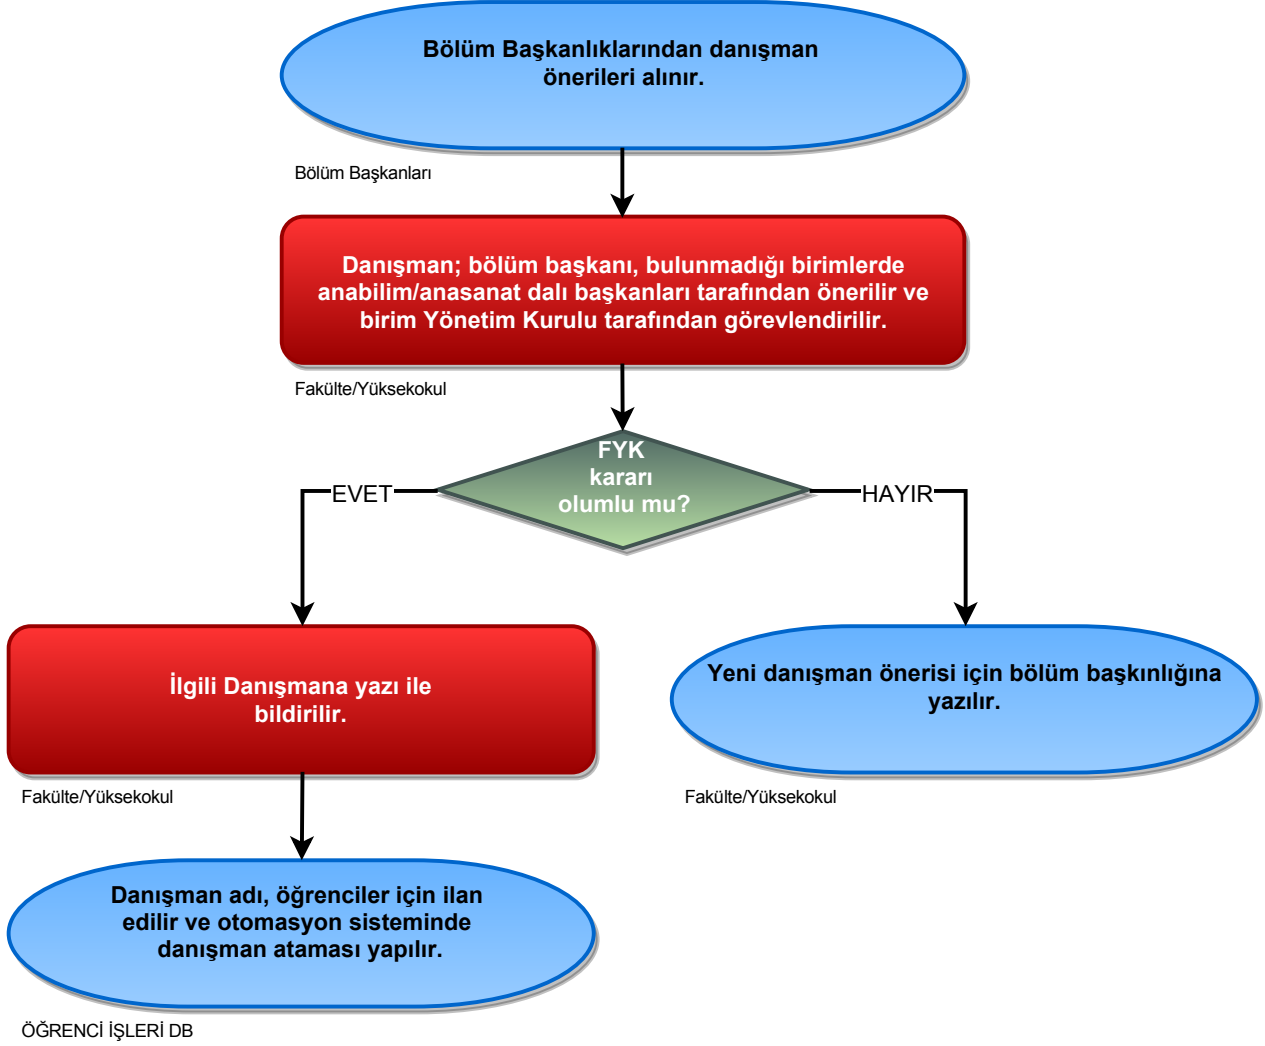 Bölüm Başkanlıklarından danışman
önerileri alınır.
Bölüm Başkanları
Danışman; bölüm başkanı, bulunmadığı birimlerde
anabilim/anasanat dalı başkanları tarafından önerilir ve
birim Yönetim Kurulu tarafından görevlendirilir.
Fakülte/Yüksekokul
FYK
kararı
olumlu mu?
EVET
HAYIR
İlgili Danışmana yazı ile
bildirilir.
Fakülte/Yüksekokul
Yeni danışman önerisi için bölüm başkınlığına
yazılır.
Fakülte/Yüksekokul
Danışman adı, öğrenciler için ilan
edilir ve otomasyon sisteminde
danışman ataması yapılır.
ÖĞRENCİ İŞLERİ DB